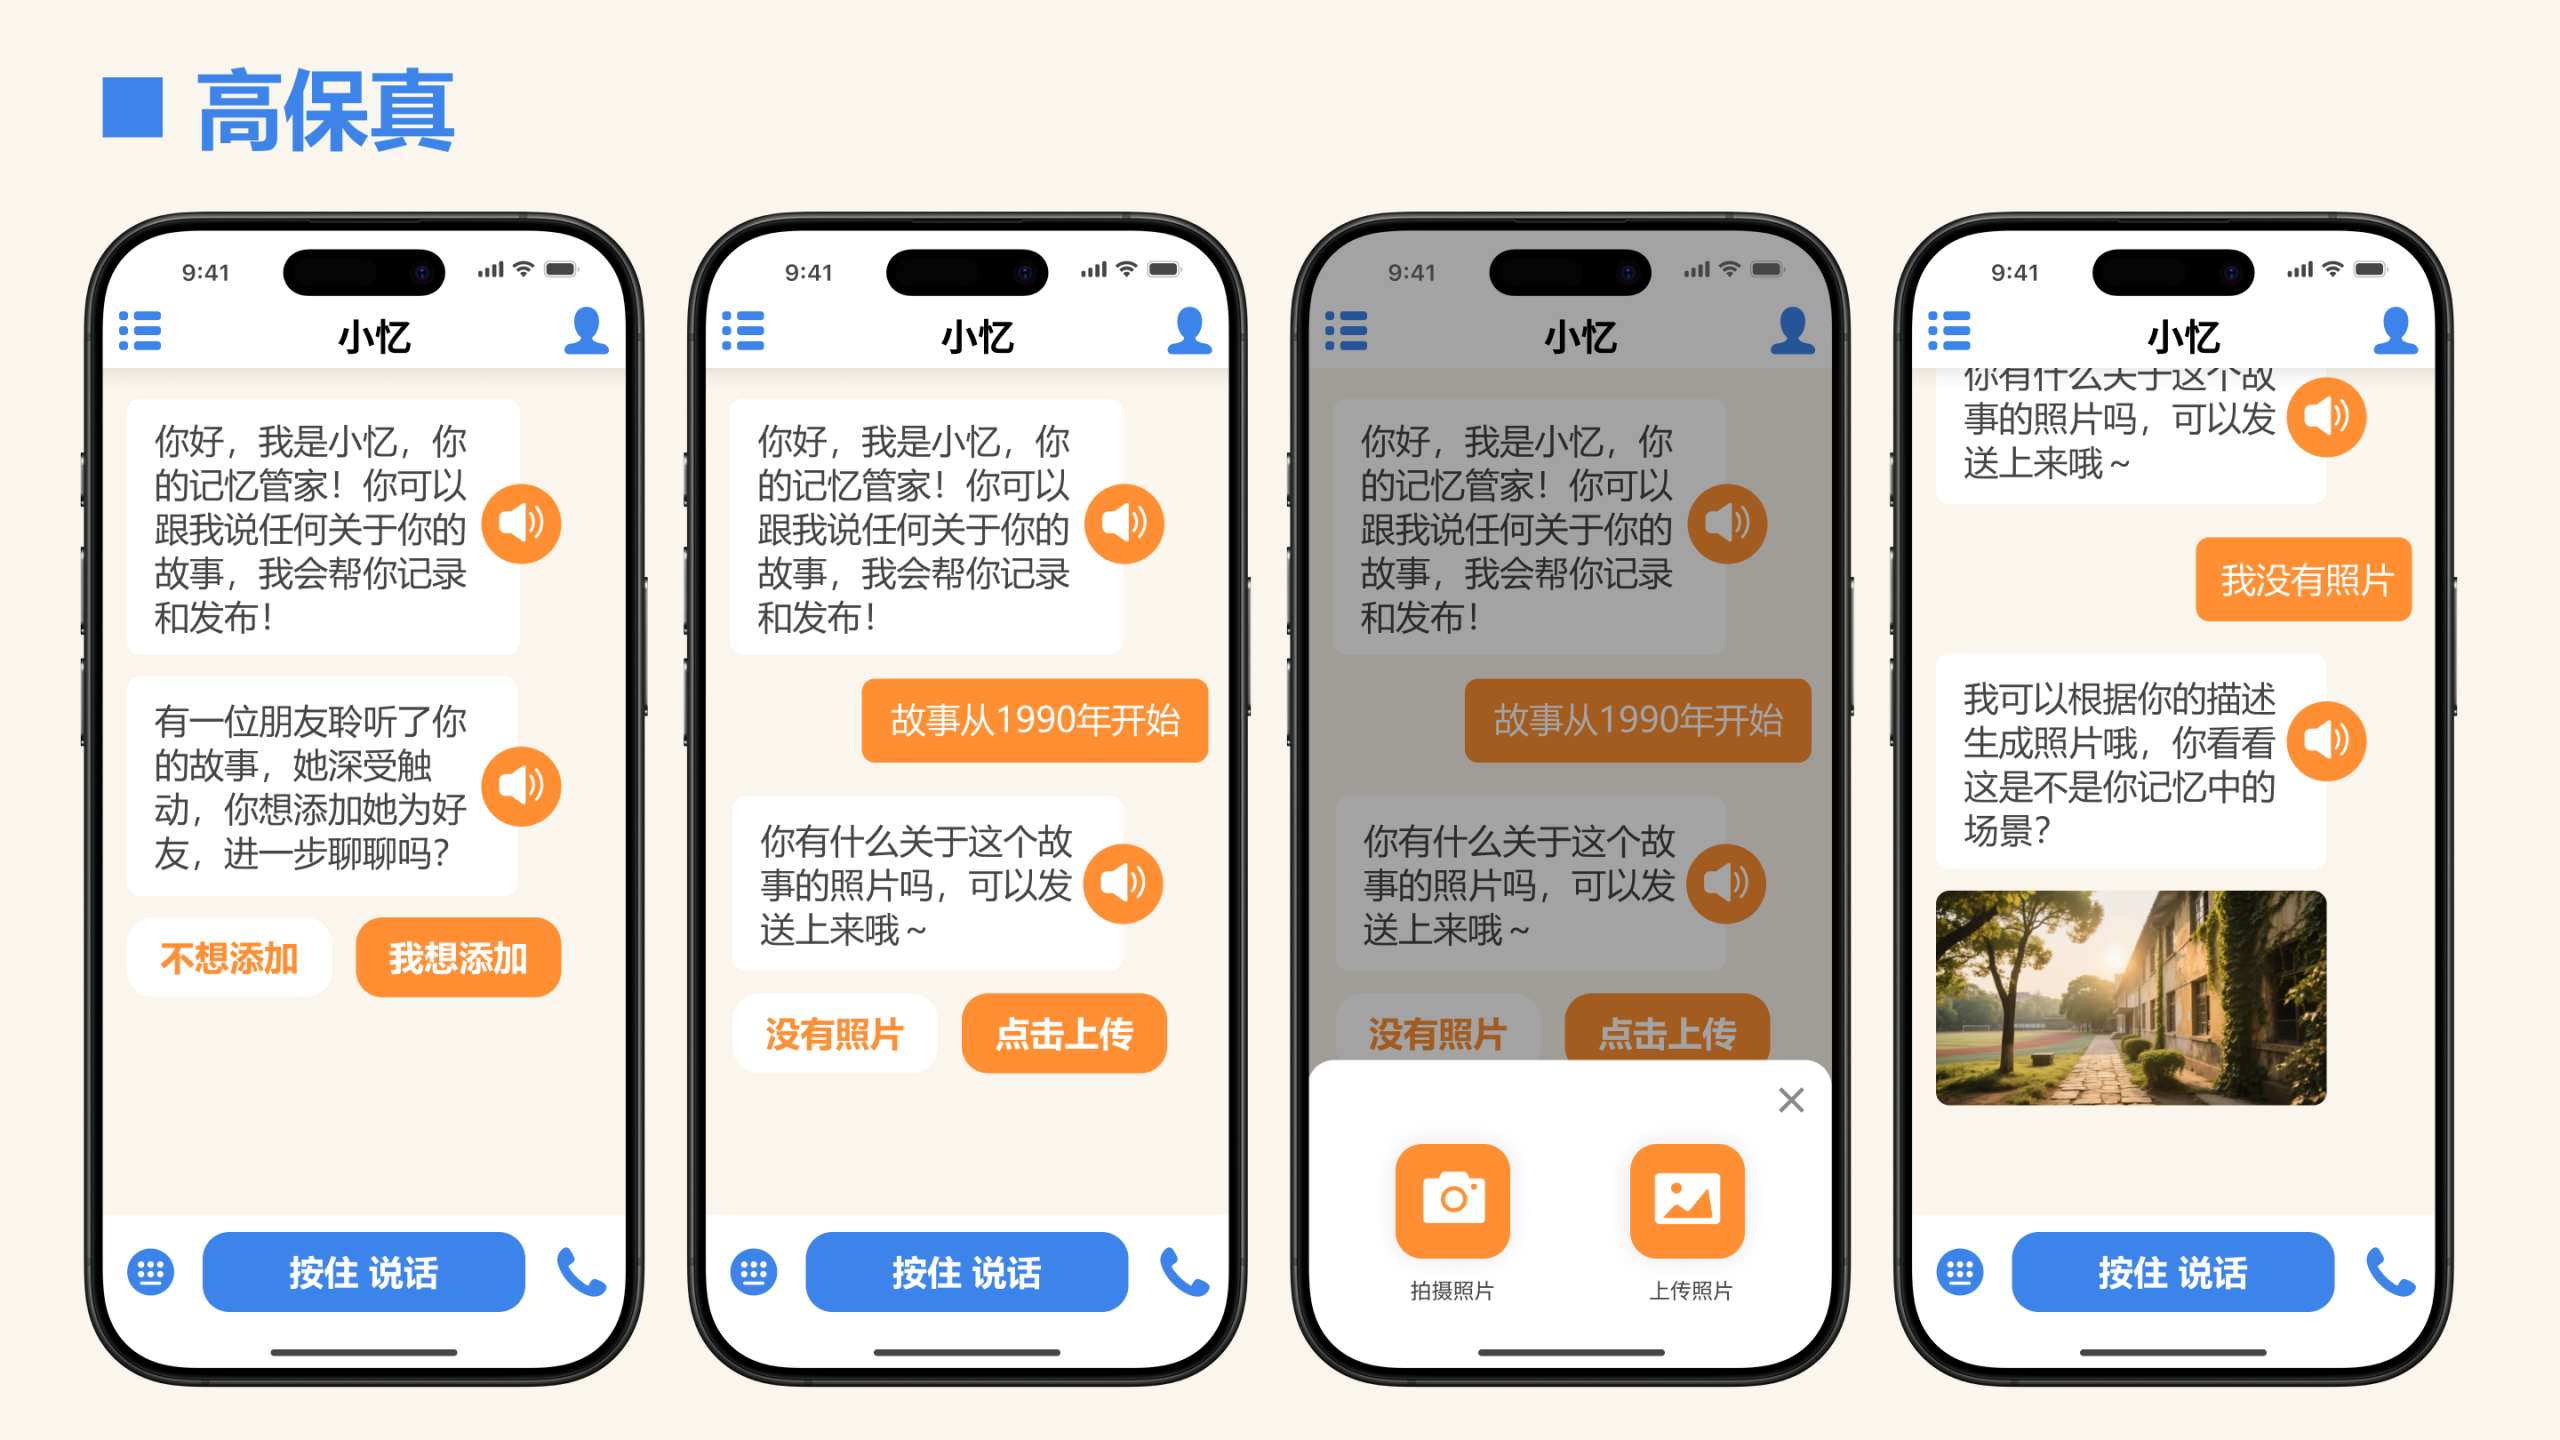 高保真
9:41
小忆
你好，我是小忆，你
的记忆管家！你可以
跟我说任何关于你的
故事，我会帮你记录
和发布！
有一位朋友聆听了你
的故事，她深受触
动，你想添加她为好
友，进一步聊聊吗？
不想添加
我想添加
按住 说话
9:41
小忆
你好，我是小忆，你
的记忆管家！你可以
跟我说任何关于你的
故事，我会帮你记录
和发布！
故事从1990年开始
你有什么关于这个故
事的照片吗，可以发
送上来哦～
没有照片
点击上传
按住 说话
9:41
小忆
你好，我是小忆，你
的记忆管家！你可以
跟我说任何关于你的
故事，我会帮你记录
和发布！
故事从1990年开始
你有什么关于这个故
事的照片吗，可以发
送上来哦～
没有照片
点击上传
拍摄照片
上传照片
9:41
小忆
你有什么关于这个故
事的照片吗，可以发
送上来哦～
我没有照片
我可以根据你的描述
生成照片哦，你看看
这是不是你记忆中的
场景？
按住 说话